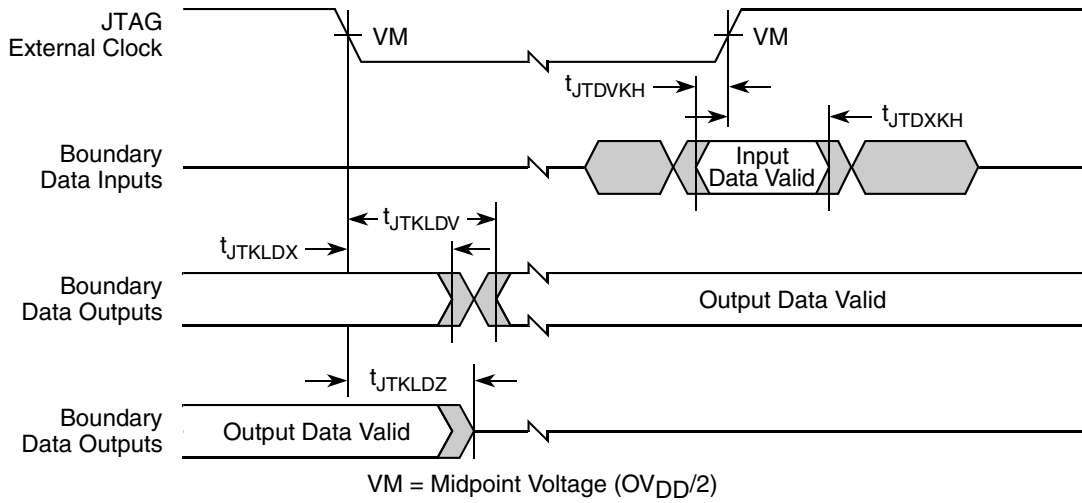 JTAG
External Clock
VM
VM
tJTDVKH
tJTDXKH
Boundary
Data Inputs
Input
Data Valid
tJTKLDV
tJTKLDX
Boundary
Data Outputs
Output Data Valid
tJTKLDZ
Boundary
Data Outputs
Output Data Valid
VM = Midpoint Voltage (OVDD/2)